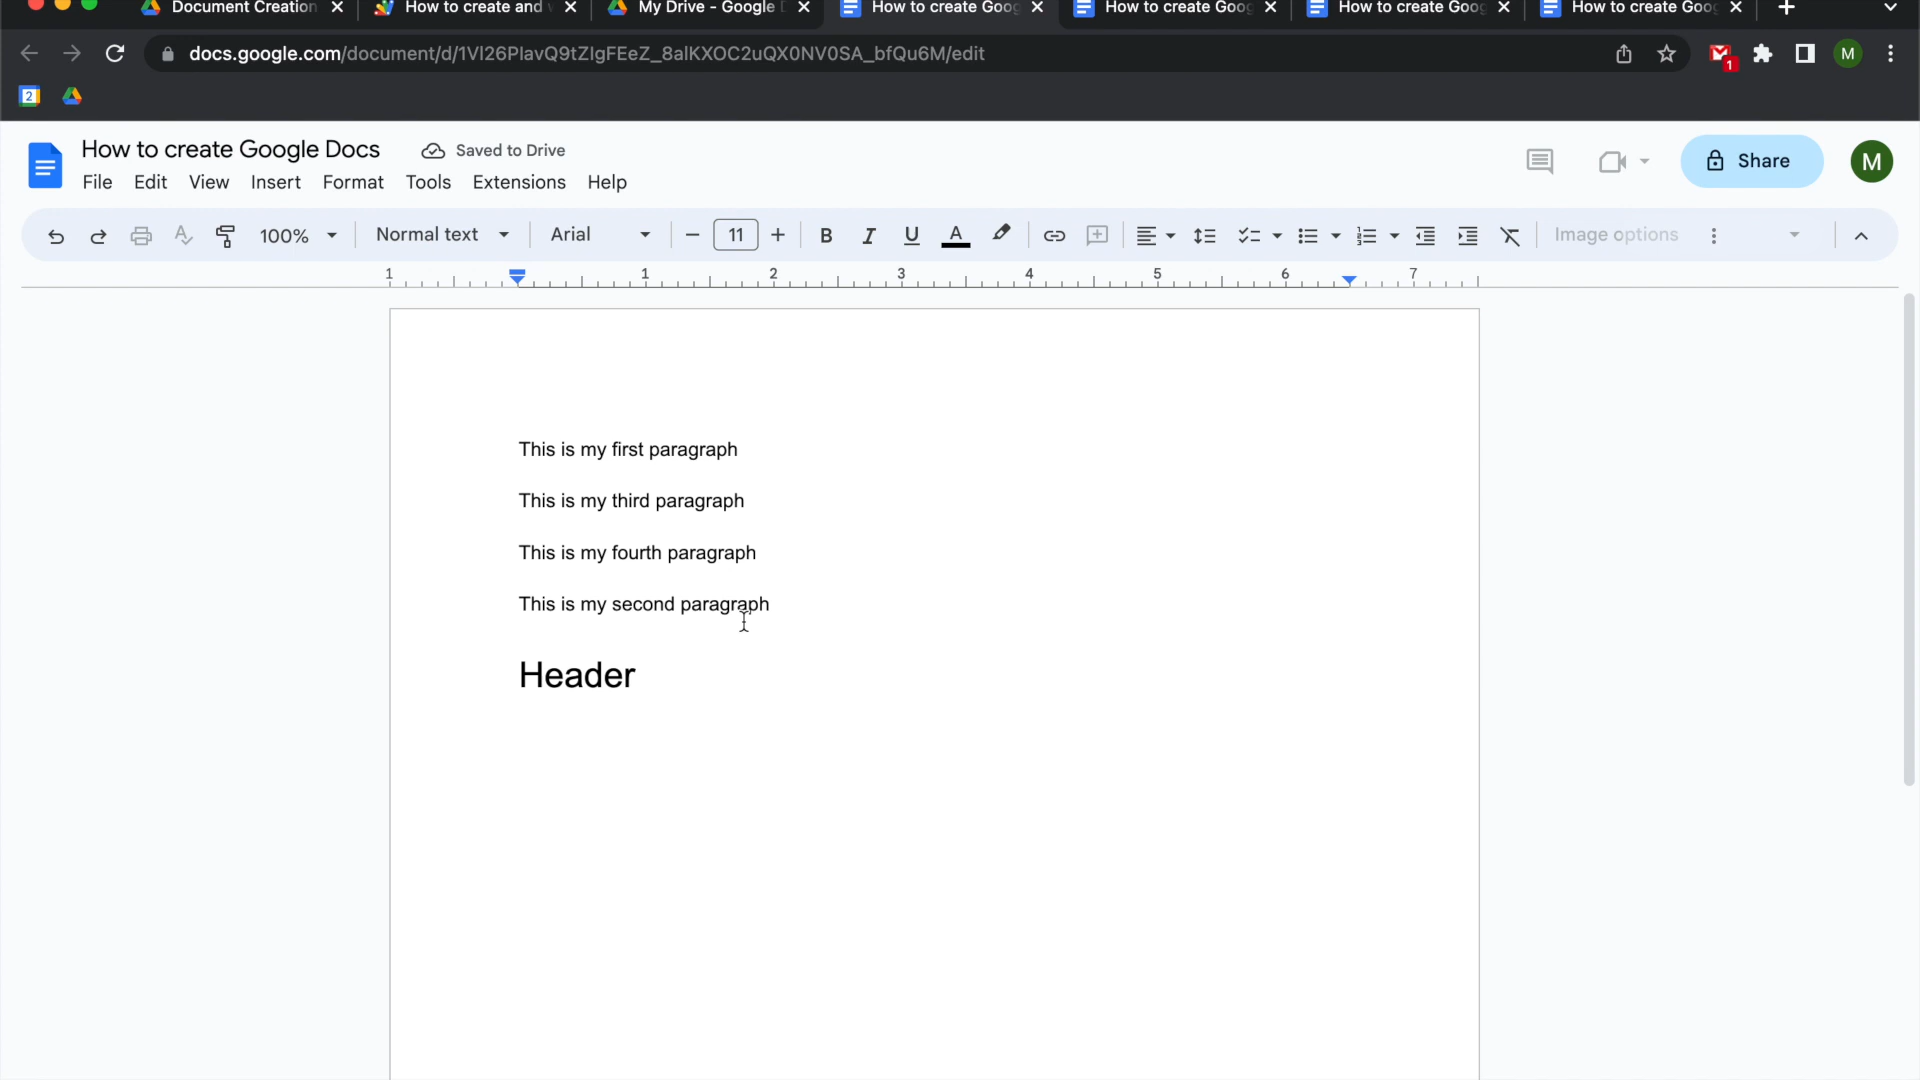 Document Creation
How to create and
My Drive - Google
How to create Goog
How to create Goog
How to create Goog
How to create Goog
docs.google.com/document/d/1VI26PlavQ9tZIgFEeZ_8alKXOC2uQX0NV0SA_bfQu6M/edit
1
M
2
How to create Google Docs
Saved to Drive
File Edit View Insert Format Tools Extensions Help
Share
M
100% Normal text Arial 11 B I U A Image options
1 1 2 3 4 5 6 7
This is my first paragraph
This is my third paragraph
This is my fourth paragraph
This is my second paragraph
Header